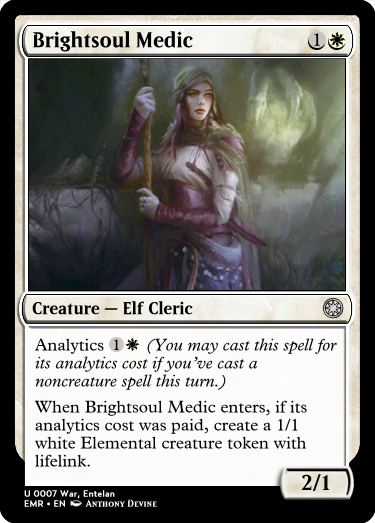 Brightsoul Medic 1
Creature — Elf Cleric
Analytics 1 (You may cast this spell for
its analytics cost if you've cast a
noncreature spell this turn.)
When Brightsoul Medic enters, if its
analytics cost was paid, create a 1/1
white Elemental creature token with
lifelink.
2/1
U 0007 War, Entelan
EMR • EN Anthony Devine